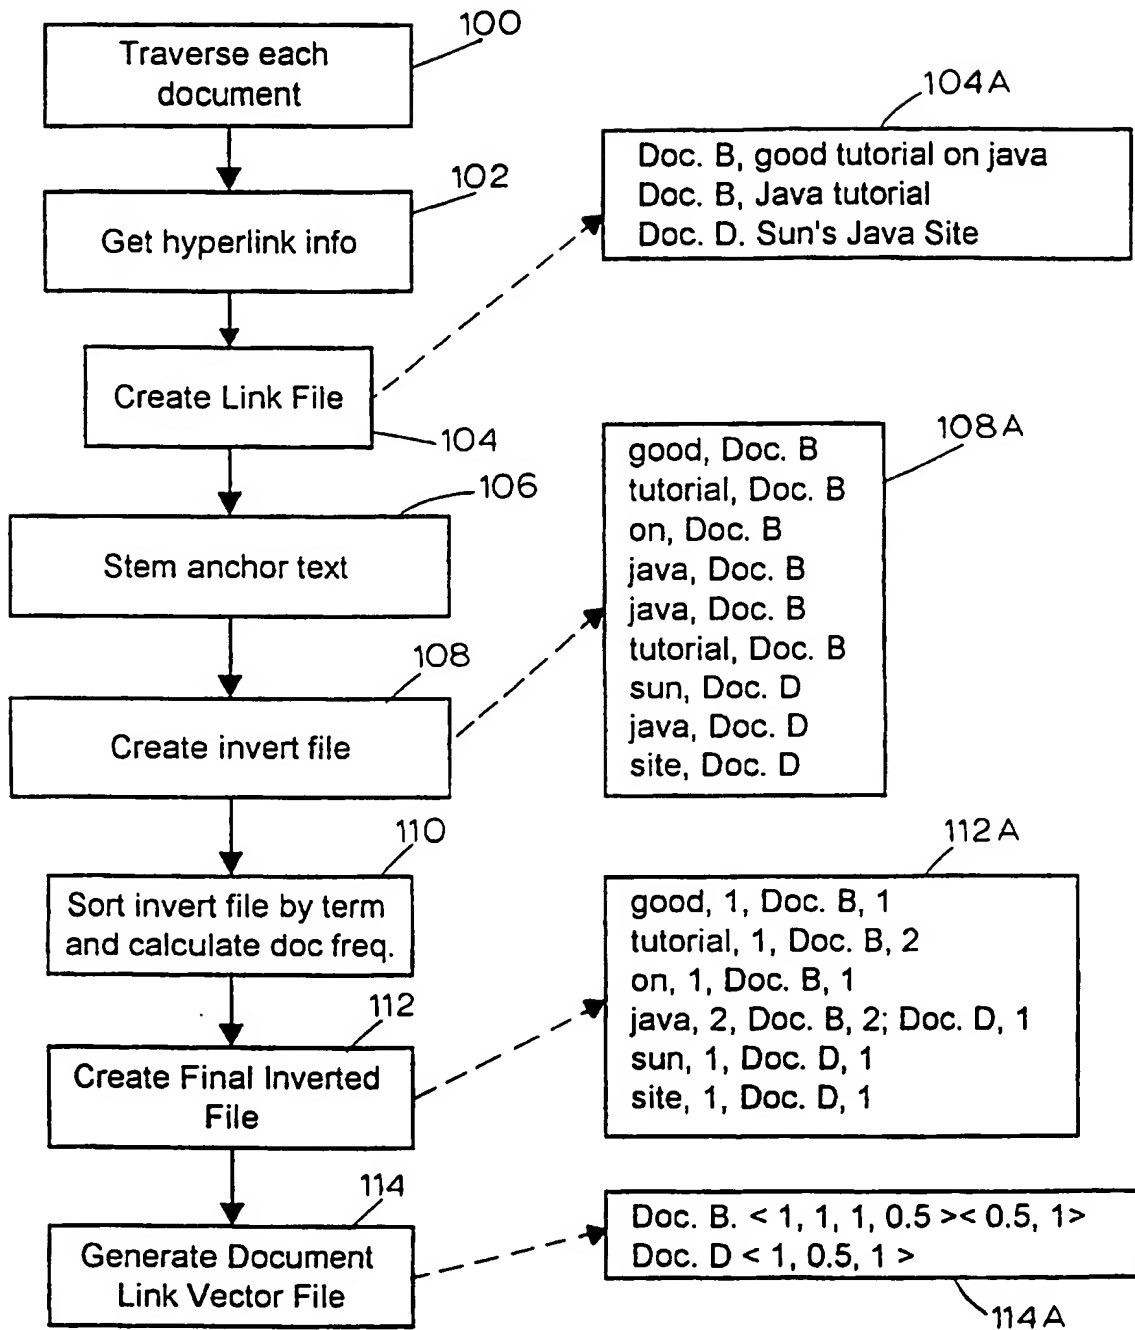 100
Traverse each
document
102
Get hyperlink info
Create Link File
104
104A
Doc. B, good tutorial on java
Doc. B, Java tutorial
Doc. D. Sun's Java Site
106
Stem anchor text
108
Create invert file
108A
good, Doc. B
tutorial, Doc. B
on, Doc. B
java, Doc. B
java, Doc. B
tutorial, Doc. B
sun, Doc. D
java, Doc. D
site, Doc. D
110
Sort invert file by term
and calculate doc freq.
112
Create Final Inverted
File
112A
good, 1, Doc. B, 1
tutorial, 1, Doc. B, 2
on, 1, Doc. B, 1
java, 2, Doc. B, 2; Doc. D, 1
sun, 1, Doc. D, 1
site, 1, Doc. D, 1
114
Generate Document
Link Vector File
Doc. B. < 1, 1, 1, 0.5 >< 0.5, 1>
Doc. D < 1, 0.5, 1 >
114A